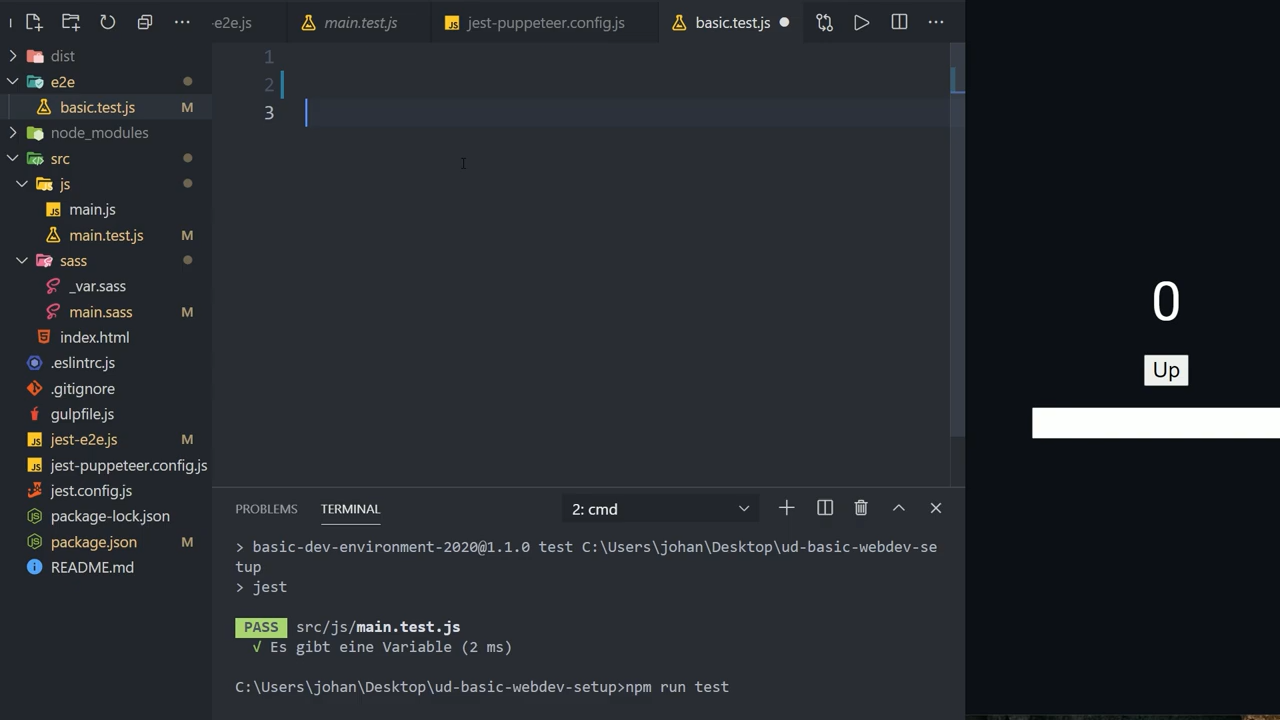 -e2e.js
main.test.js
jest-puppeteer.config.js
basic.test.js
dist
e2e
basic.test.js M
node_modules
src
js
main.js
main.test.js M
sass
_var.sass
main.sass M
index.html
.eslintrc.js
.gitignore
gulpfile.js
jest-e2e.js M
jest-puppeteer.config.js
jest.config.js
package-lock.json
package.json M
README.md
1
2
3
PROBLEMS TERMINAL 2: cmd
> basic-dev-environment-2020@1.1.0 test C:\Users\johan\Desktop\ud-basic-webdev-se
tup
> jest
PASS src/js/main.test.js
√ Es gibt eine Variable (2 ms)
C:\Users\johan\Desktop\ud-basic-webdev-setup>npm run test
0
Up